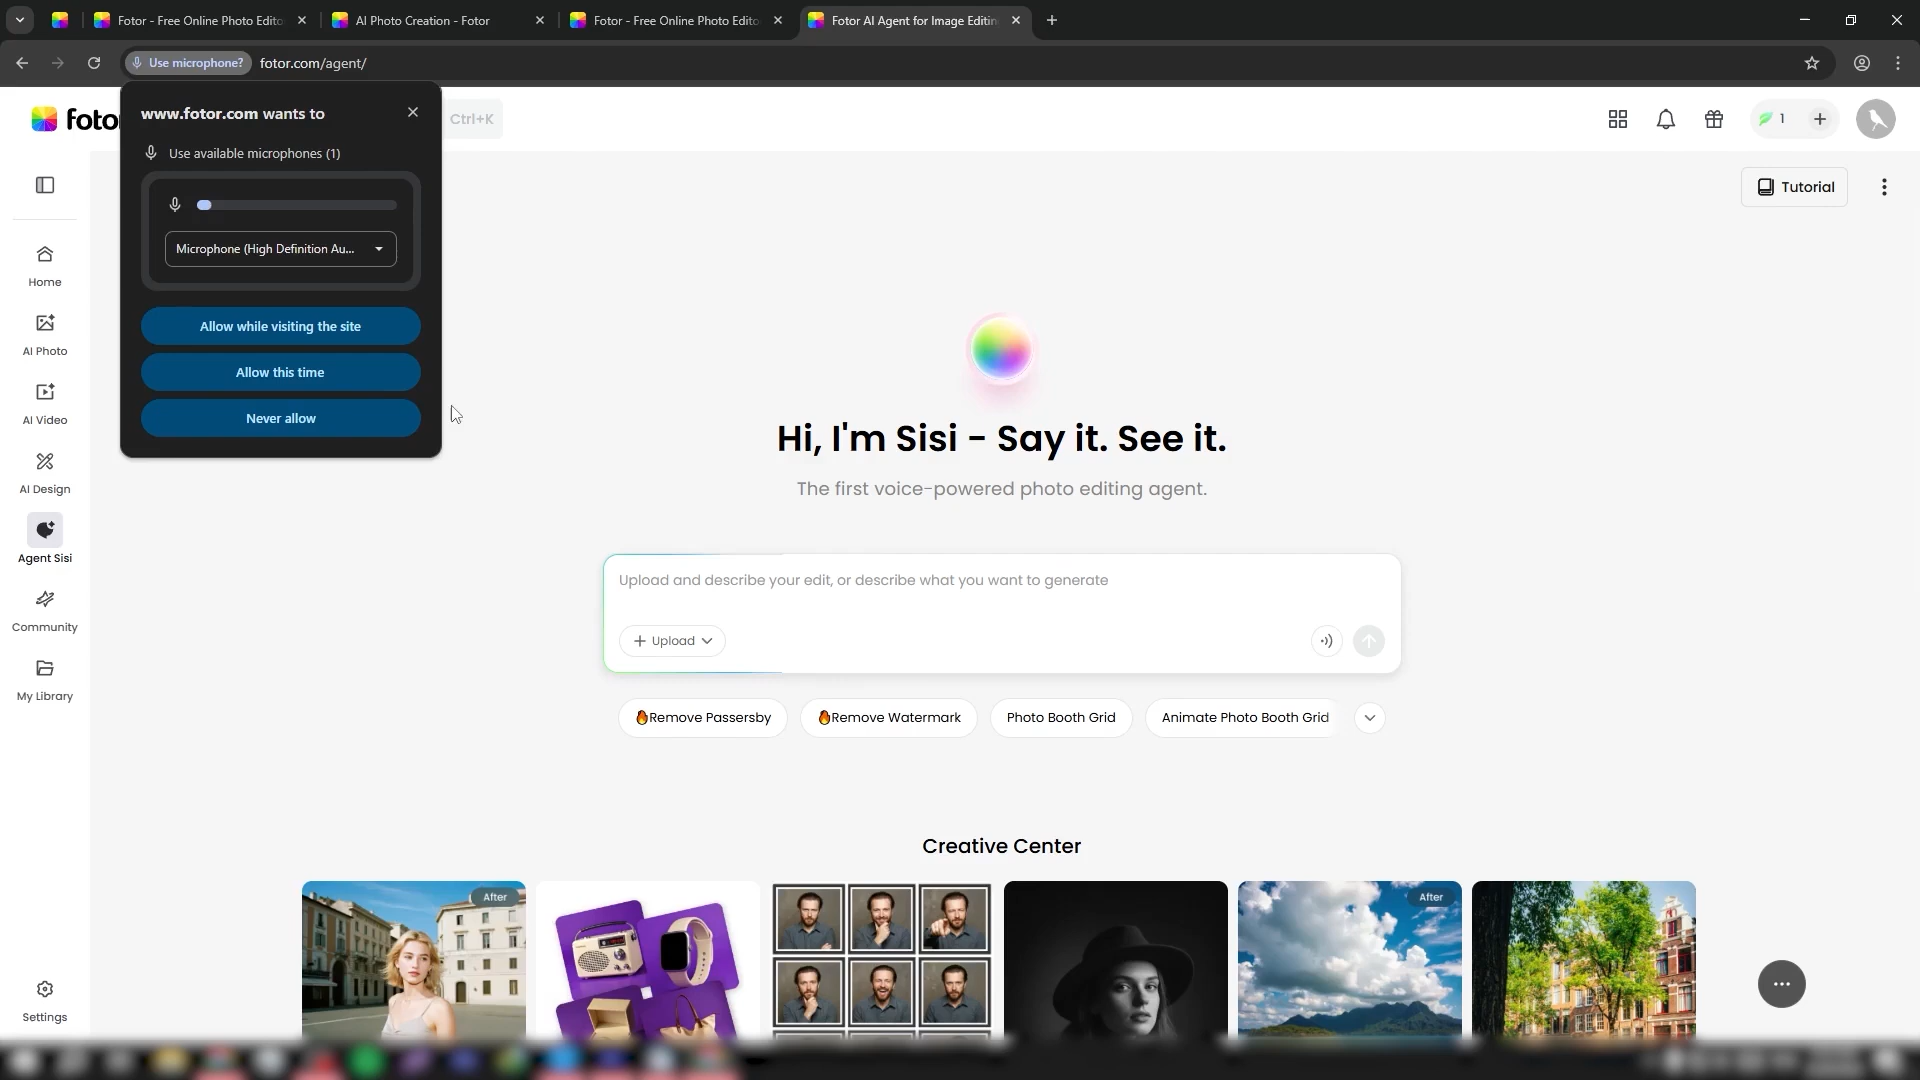 Fotor - Free Online Photo Edito
AI Photo Creation - Fotor
Fotor - Free Online Photo Edito
Fotor AI Agent for Image Editin
Use microphone?
fotor.com/agent/
www.fotor.com wants to
Use available microphones (1)
Microphone (High Definition Au...
Allow while visiting the site
Allow this time
Never allow
Ctrl+K
1
Tutorial
Home
AI Photo
AI Video
AI Design
Agent Sisi
Community
My Library
Settings
Hi, I'm Sisi - Say it. See it.
The first voice-powered photo editing agent.
Upload and describe your edit, or describe what you want to generate
Upload
Remove Passersby
Remove Watermark
Photo Booth Grid
Animate Photo Booth Grid
Creative Center
After
After